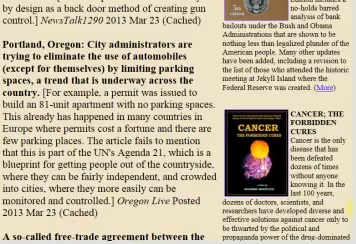 by design as a back door method of creating gun
control.] NewsTalk1290 2013 Mar 23 (Cached)
Portland, Oregon: City administrators are
trying to eliminate the use of automobiles
(except for themselves) by limiting parking
spaces, a trend that is underway across the
country. [For example, a permit was issued to
build an 81-unit apartment with no parking spaces.
This already has happened in many countries in
Europe where permits cost a fortune and there are
few parking places. The article fails to mention
that this is part of the UN's Agenda 21, which is a
blueprint for getting people out of the countryside,
where they can be fairly independent, and crowded
into cities, where they more easily can be
monitored and controlled.] Oregon Live Posted
2013 Mar 23 (Cached)
A so-called free-trade agreement between the
no-holds barred
analysis of bank
bailouts under the Bush and Obama
Administrations that are shown to be
nothing less than legalized plunder of the
American people. Many other updates
have been added, including a revision to
the list of those who attended the historic
meeting at Jekyll Island where the
Federal Reserve was created. (More)
CANCER
THE FORBIDDEN CURES
CANCER; THE
FORBIDDEN
CURES
Cancer is the only
disease that has
been defeated
dozens of times
without anyone
knowing it. In the
last 100 years,
dozens of doctors, scientists, and
researchers have developed diverse and
effective solutions against cancer only to
be thwarted by the political and
propaganda power of the drug-dominated